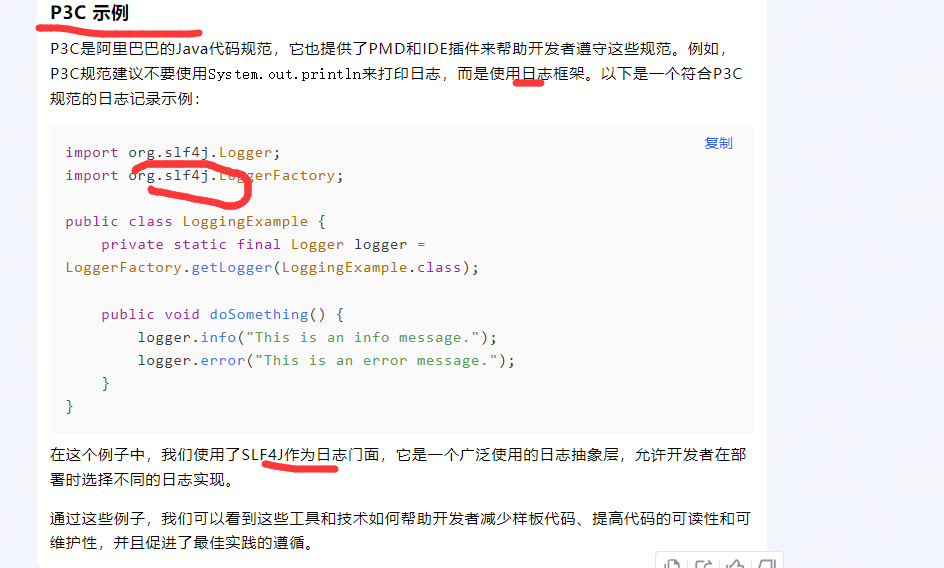 P3C 示例
P3C是阿里巴巴的Java代码规范，它也提供了PMD和IDE插件来帮助开发者遵守这些规范。例如，
P3C规范建议不要使用System.out.println来打印日志，而是使用日志框架。以下是一个符合P3C
规范的日志记录示例：
复制
import org.slf4j.Logger;
import org.slf4j.LoggerFactory;
public class LoggingExample {
    private static final Logger logger =
LoggerFactory.getLogger(LoggingExample.class);
    public void doSomething() {
        logger.info("This is an info message.");
        logger.error("This is an error message.");
    }
}
在这个例子中，我们使用了SLF4J作为日志门面，它是一个广泛使用的日志抽象层，允许开发者在部
署时选择不同的日志实现。
通过这些例子，我们可以看到这些工具和技术如何帮助开发者减少样板代码、提高代码的可读性和可
维护性，并且促进了最佳实践的遵循。